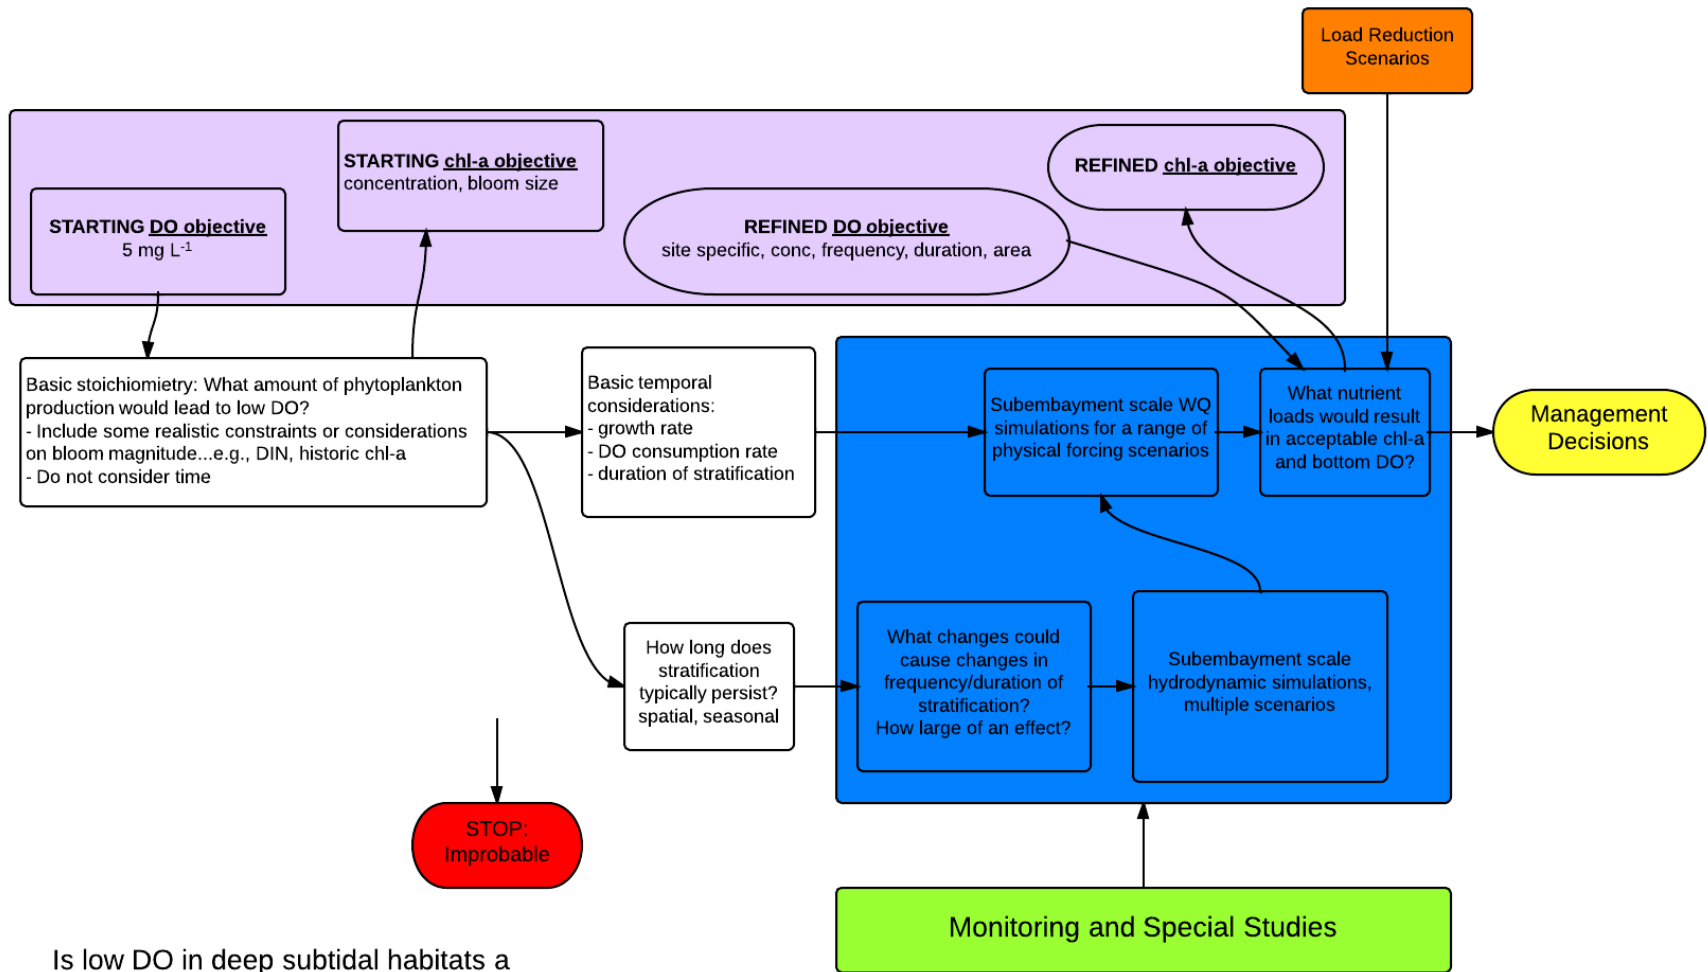 Load Reduction
Scenarios
STARTING chl-a objective
concentration, bloom size
REFINED chl-a objective
STARTING DO objective
5 mg L-1
REFINED DO objective
site specific, conc, frequency, duration, area
Basic stoichiomietry: What amount of phytoplankton
production would lead to low DO?
- Include some realistic constraints or considerations
on bloom magnitude...e.g., DIN, historic chl-a
- Do not consider time
Basic temporal
considerations:
- growth rate
- DO consumption rate
- duration of stratification
Subembayment scale WQ
simulations for a range of
physical forcing scenarios
What nutrient
loads would result
in acceptable chl-a
and bottom DO?
Management
Decisions
How long does
stratification
typically persist?
spatial, seasonal
What changes could
cause changes in
frequency/duration of
stratification?
How large of an effect?
Subembayment scale
hydrodynamic simulations,
multiple scenarios
STOP:
Improbable
Monitoring and Special Studies
Is low DO in deep subtidal habitats a